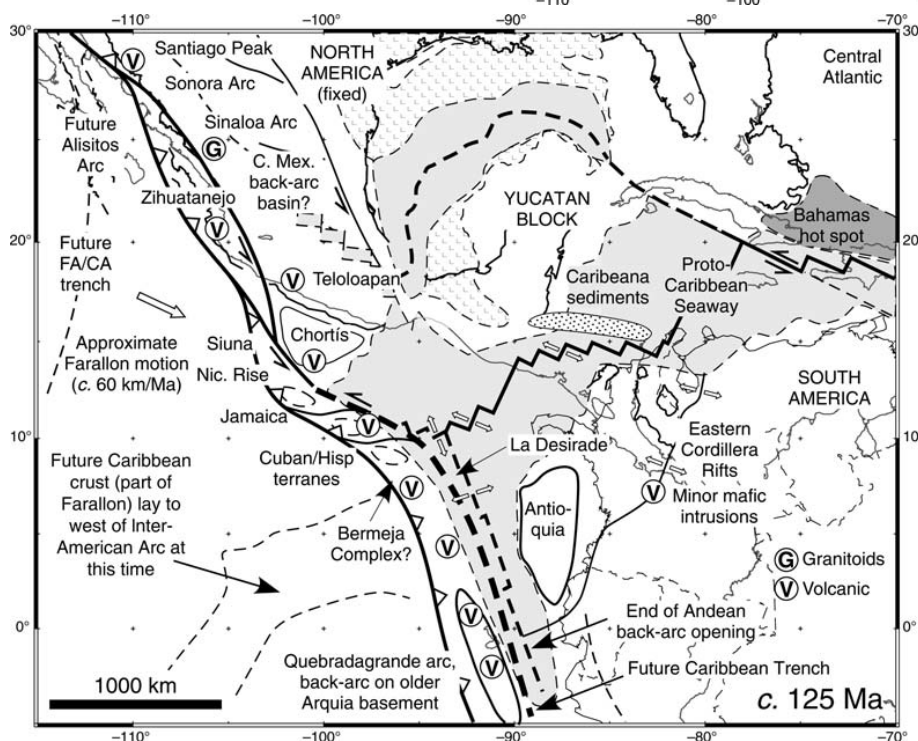 −110° −100°
−110° −100° −90° −80° −70°
30°
20°
10°
0°
Santiago Peak
Sonora Arc
Sinaloa Arc
NORTH
AMERICA
(fixed)
Central
Atlantic
Future
Alisitos
Arc
V
G
C. Mex.
back-arc
basin?
Zihuatanejo
V
YUCATAN
BLOCK
Bahamas
hot spot
Future
FA/CA
trench
V
Teloloapan
Caribeana
sediments
Proto-
Caribbean
Seaway
Chortís
V
Approximate
Farallon motion
(c. 60 km/Ma)
Siuna
Nic. Rise
Jamaica
V
SOUTH
AMERICA
Cuban/Hisp
terranes
La Desirade
Eastern
Cordillera
Rifts
V
Minor mafic
intrusions
Future Caribbean
crust (part of
Farallon) lay to
west of Inter-
American Arc at
this time
V
Bermeja
Complex?
V
Antio-
quia
G Granitoids
V Volcanic
V
V
End of Andean
back-arc opening
Quebradagrande arc,
back-arc on older
Arquia basement
Future Caribbean Trench
1000 km
c. 125 Ma
−110° −100° −90° −80° −70°